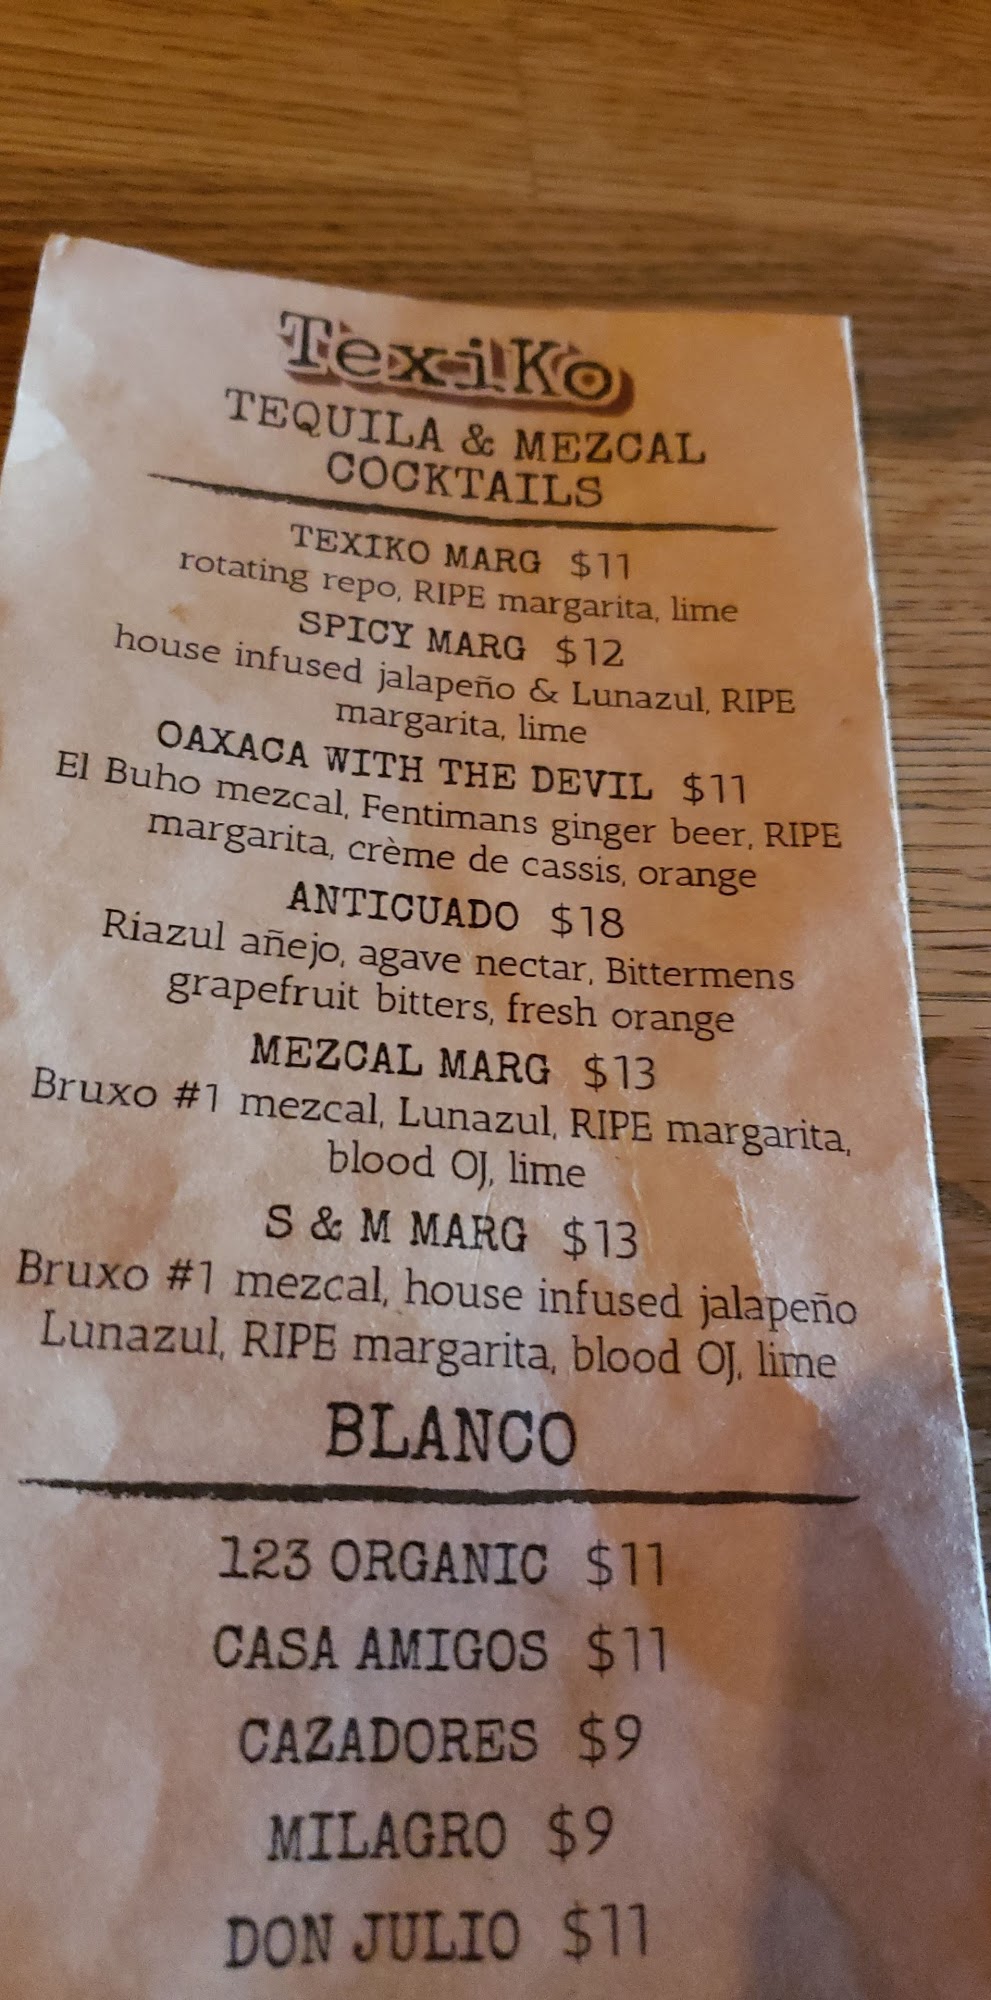 TexiKo
TEQUILA & MEZCAL
COCKTAILS
TEXIKO MARG $11
rotating repo, RIPE margarita, lime
SPICY MARG $12
house infused jalapeño & Lunazul, RIPE
margarita, lime
OAXACA WITH THE DEVIL $11
El Buho mezcal, Fentimans ginger beer, RIPE
margarita, crème de cassis, orange
ANTICUADO $18
Riazul añejo, agave nectar, Bittermens
grapefruit bitters, fresh orange
MEZCAL MARG $13
Bruxo #1 mezcal, Lunazul, RIPE margarita,
blood OJ, lime
S & M MARG $13
Bruxo #1 mezcal, house infused jalapeño
Lunazul, RIPE margarita, blood OJ, lime
BLANCO
123 ORGANIC $11
CASA AMIGOS $11
CAZADORES $9
MILAGRO $9
DON JULIO $11